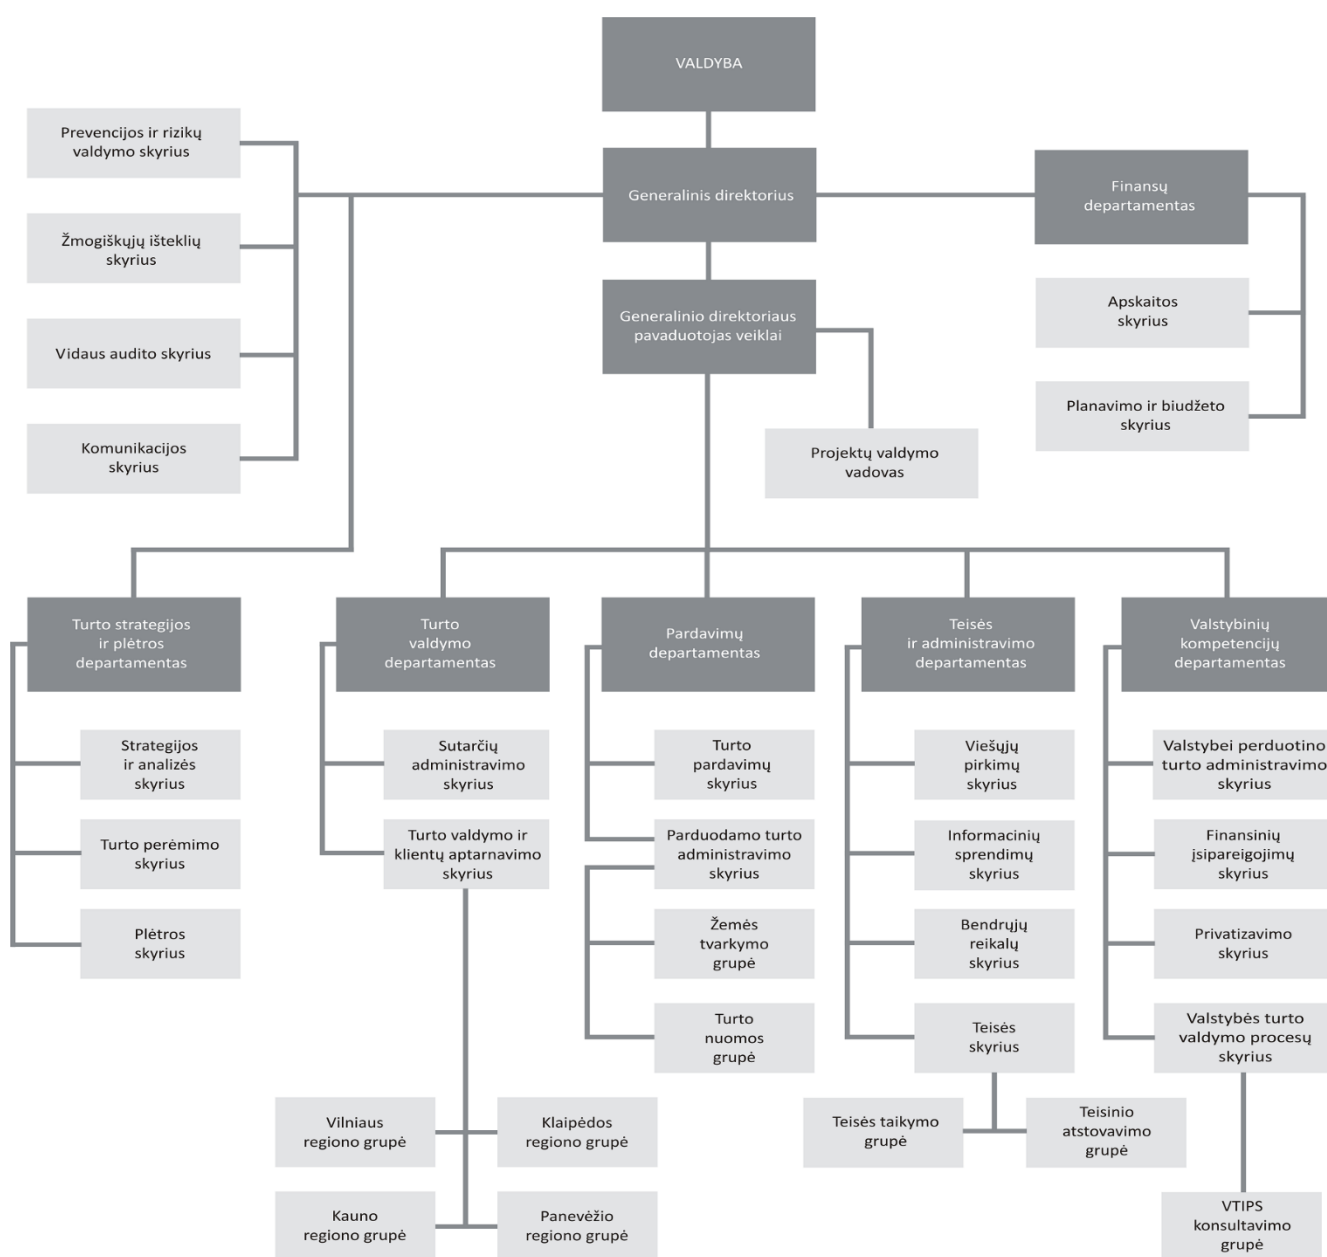 VALDYBA
Prevencijos ir rizikų
valdymo skyrius
Generalinis direktorius
Finansų
departamentas
Žmogiškųjų išteklių
skyrius
Generalinio direktoriaus
pavaduotojas veiklai
Apskaitos
skyrius
Vidaus audito skyrius
Planavimo ir biudžeto
skyrius
Komunikacijos
skyrius
Projektų valdymo
vadovas
Turto strategijos
ir plėtros
departamentas
Turto
valdymo
departamentas
Pardavimų
departamentas
Teisės
ir administravimo
departamentas
Valstybinių
kompetencijų
departamentas
Strategijos
ir analizės
skyrius
Sutarčių
administravimo
skyrius
Turto
pardavimų
skyrius
Viešųjų
pirkimų
skyrius
Valstybei perduotino
turto administravimo
skyrius
Turto perėmimo
skyrius
Turto valdymo ir
klientų aptarnavimo
skyrius
Parduodamo turto
administravimo
skyrius
Informacinių
sprendimų
skyrius
Finansinių
įsipareigojimų
skyrius
Plėtros
skyrius
Žemės
tvarkymo
grupė
Bendrųjų
reikalų
skyrius
Privatizavimo
skyrius
Turto
nuomos
grupė
Teisės
skyrius
Valstybės turto
valdymo procesų
skyrius
Vilniaus
regiono grupė
Klaipėdos
regiono grupė
Teisės taikymo
grupė
Teisinio
atstovavimo
grupė
Kauno
regiono grupė
Panevėžio
regiono grupė
VTIPS
konsultavimo
grupė